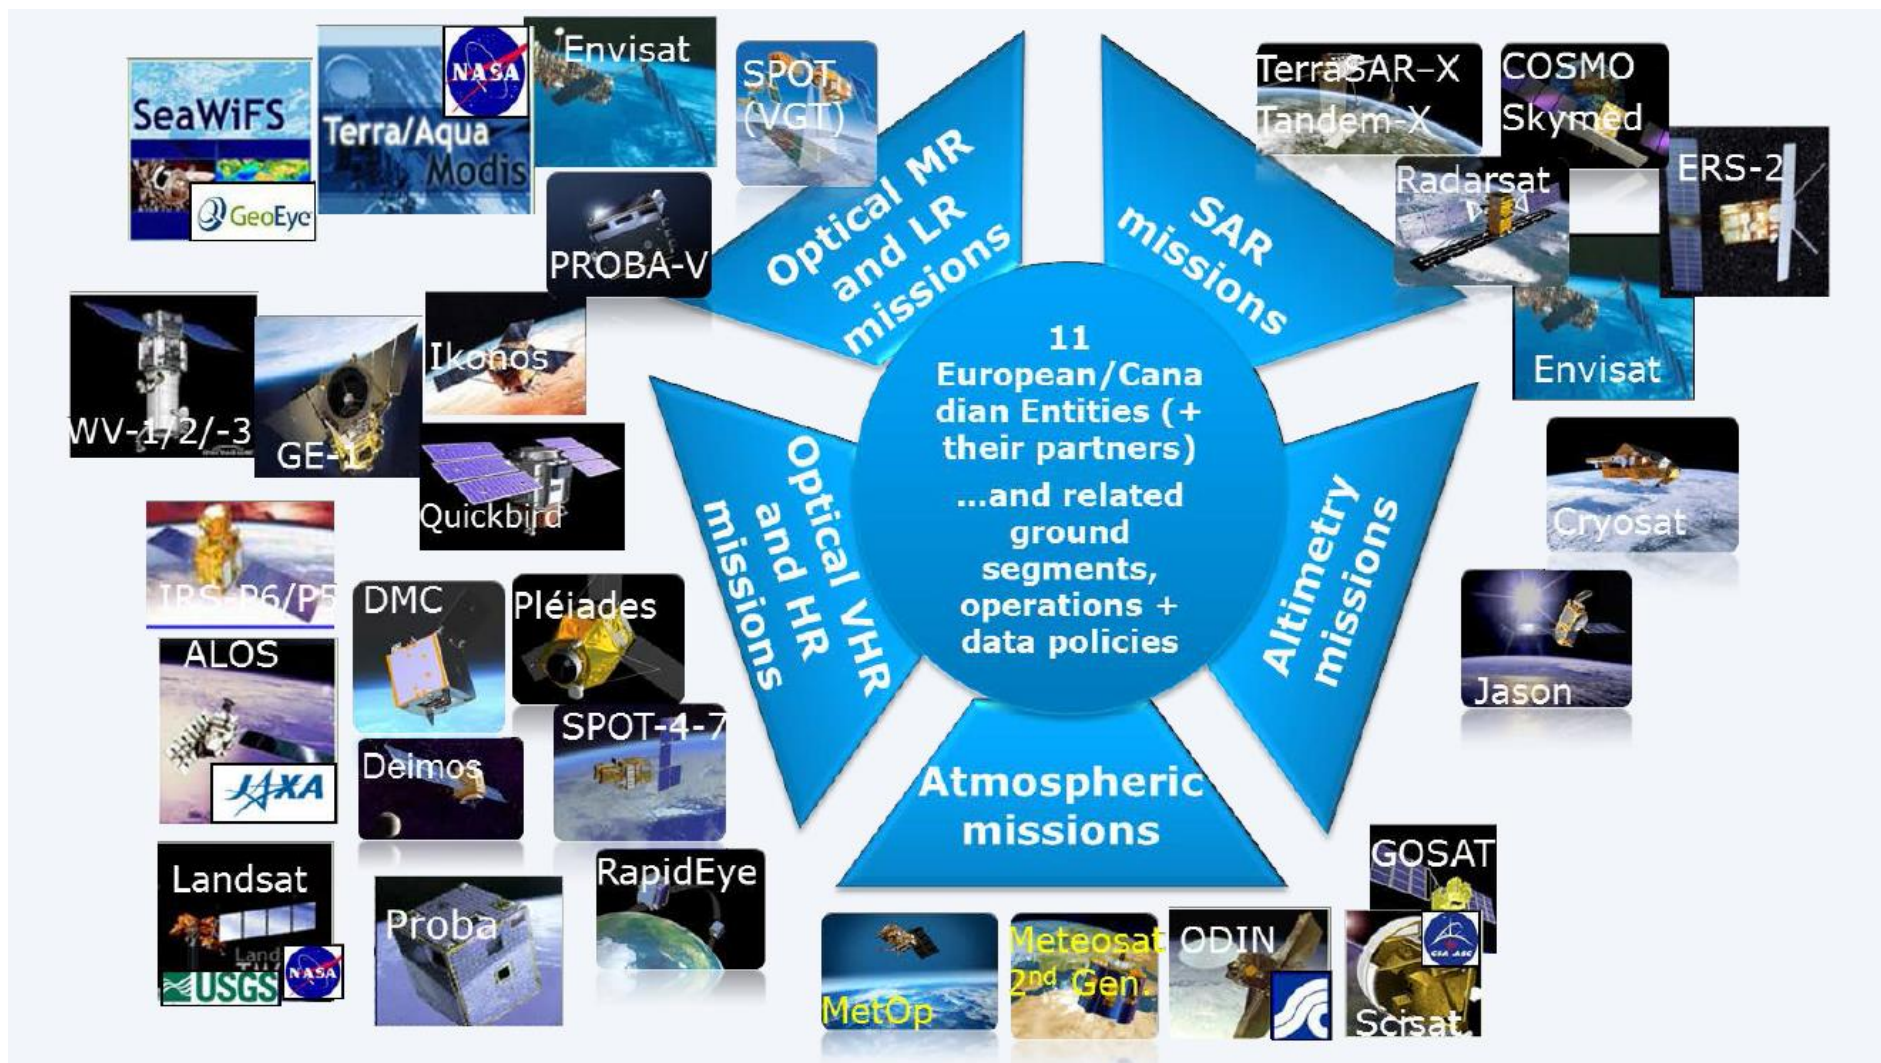 SeaWiFS
GeoEye
Terra/Aqua
Modis
NASA
Envisat
SPOT
(VGT)
PROBA-V
Optical MR
and LR
missions
SAR
missions
TerraSAR–X
Tandem-X
COSMO
Skymed
Radarsat
ERS-2
Envisat
WV-1/2/-3
GE-1
Ikonos
Quickbird
IRS-P6/P5
ALOS
JAXA
DMC
Pléiades
Deimos
SPOT-4-7
Landsat
Land
USGS
NASA
Proba
RapidEye
Optical VHR
and HR
missions
11
European/Cana
dian Entities (+
their partners)
...and related
ground
segments,
operations +
data policies
Altimetry
missions
Cryosat
Jason
Atmospheric
missions
MetOp
Meteosat
2nd Gen.
ODIN
GOSAT
CSA ASC
Scisat